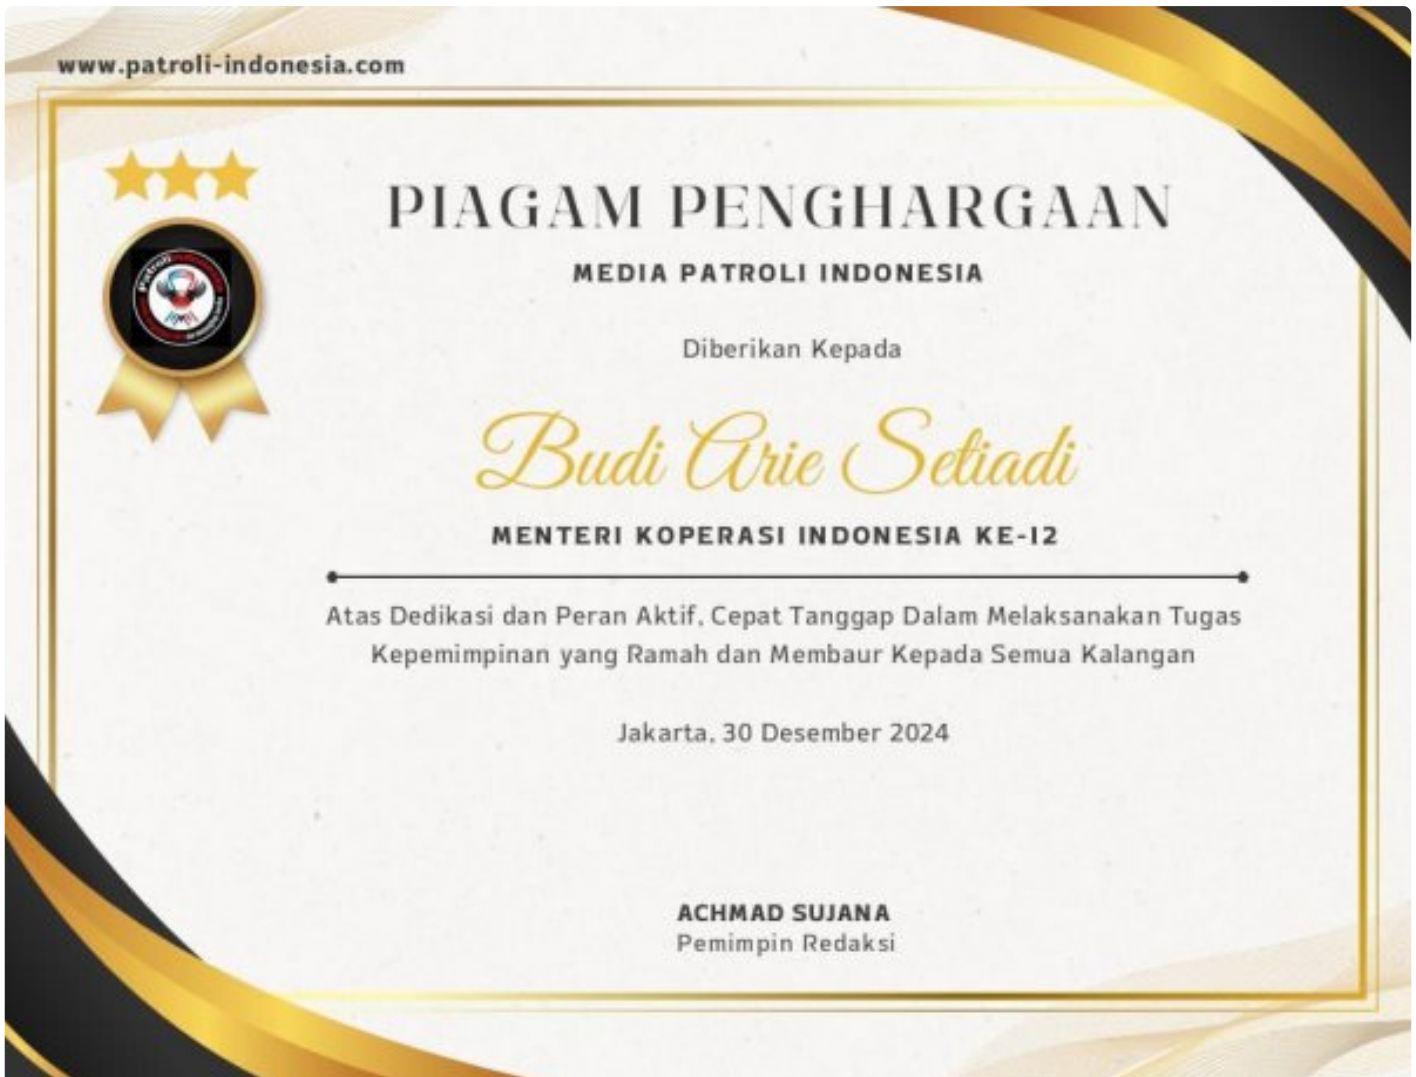 www.patroli-indonesia.com
PIAGAM PENGHARGAAN
MEDIA PATROLI INDONESIA
Patroli
Diberikan Kepada
Budi Arie Setiadi
MENTERI KOPERASI INDONESIA KE-12
Atas Dedikasi dan Peran Aktif, Cepat Tanggap Dalam Melaksanakan Tugas
Kepemimpinan yang Ramah dan Membaur Kepada Semua Kalangan
Jakarta, 30 Desember 2024
ACHMAD SUJANA
Pemimpin Redaksi